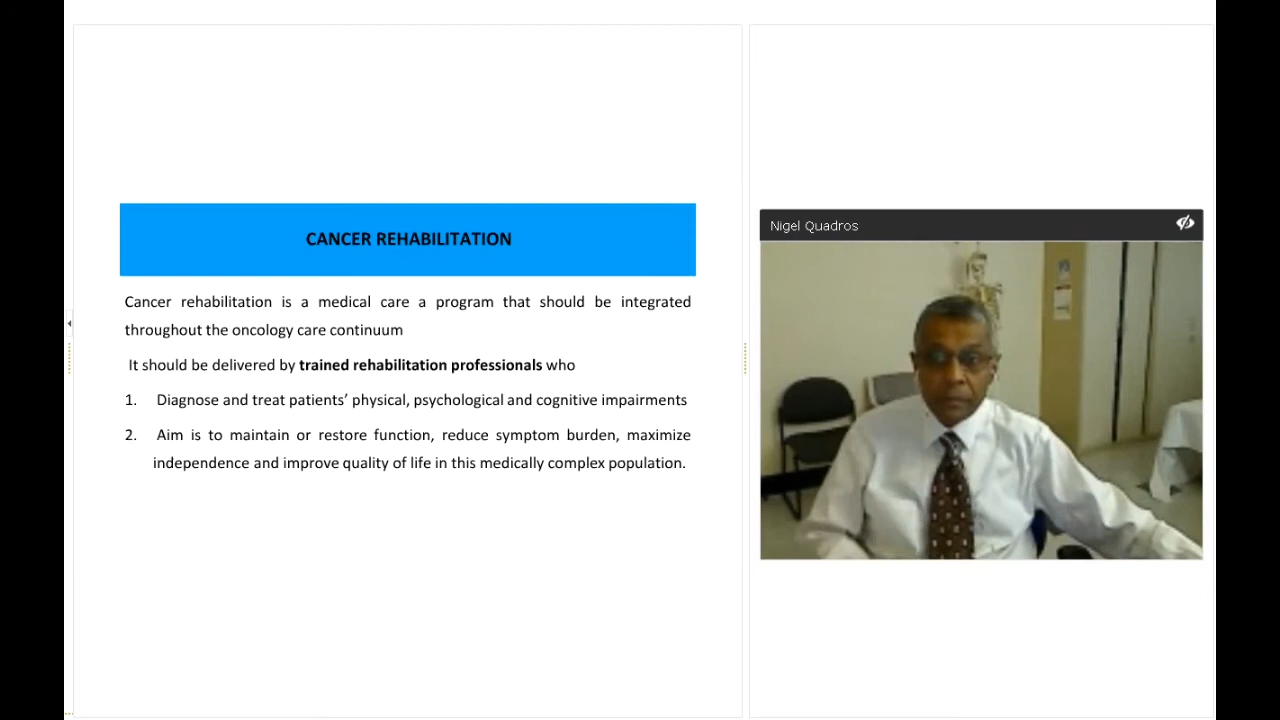 CANCER REHABILITATION
Cancer rehabilitation is a medical care a program that should be integrated
throughout the oncology care continuum
It should be delivered by trained rehabilitation professionals who
1. Diagnose and treat patients’ physical, psychological and cognitive impairments
2. Aim is to maintain or restore function, reduce symptom burden, maximize
independence and improve quality of life in this medically complex population.
Nigel Quadros